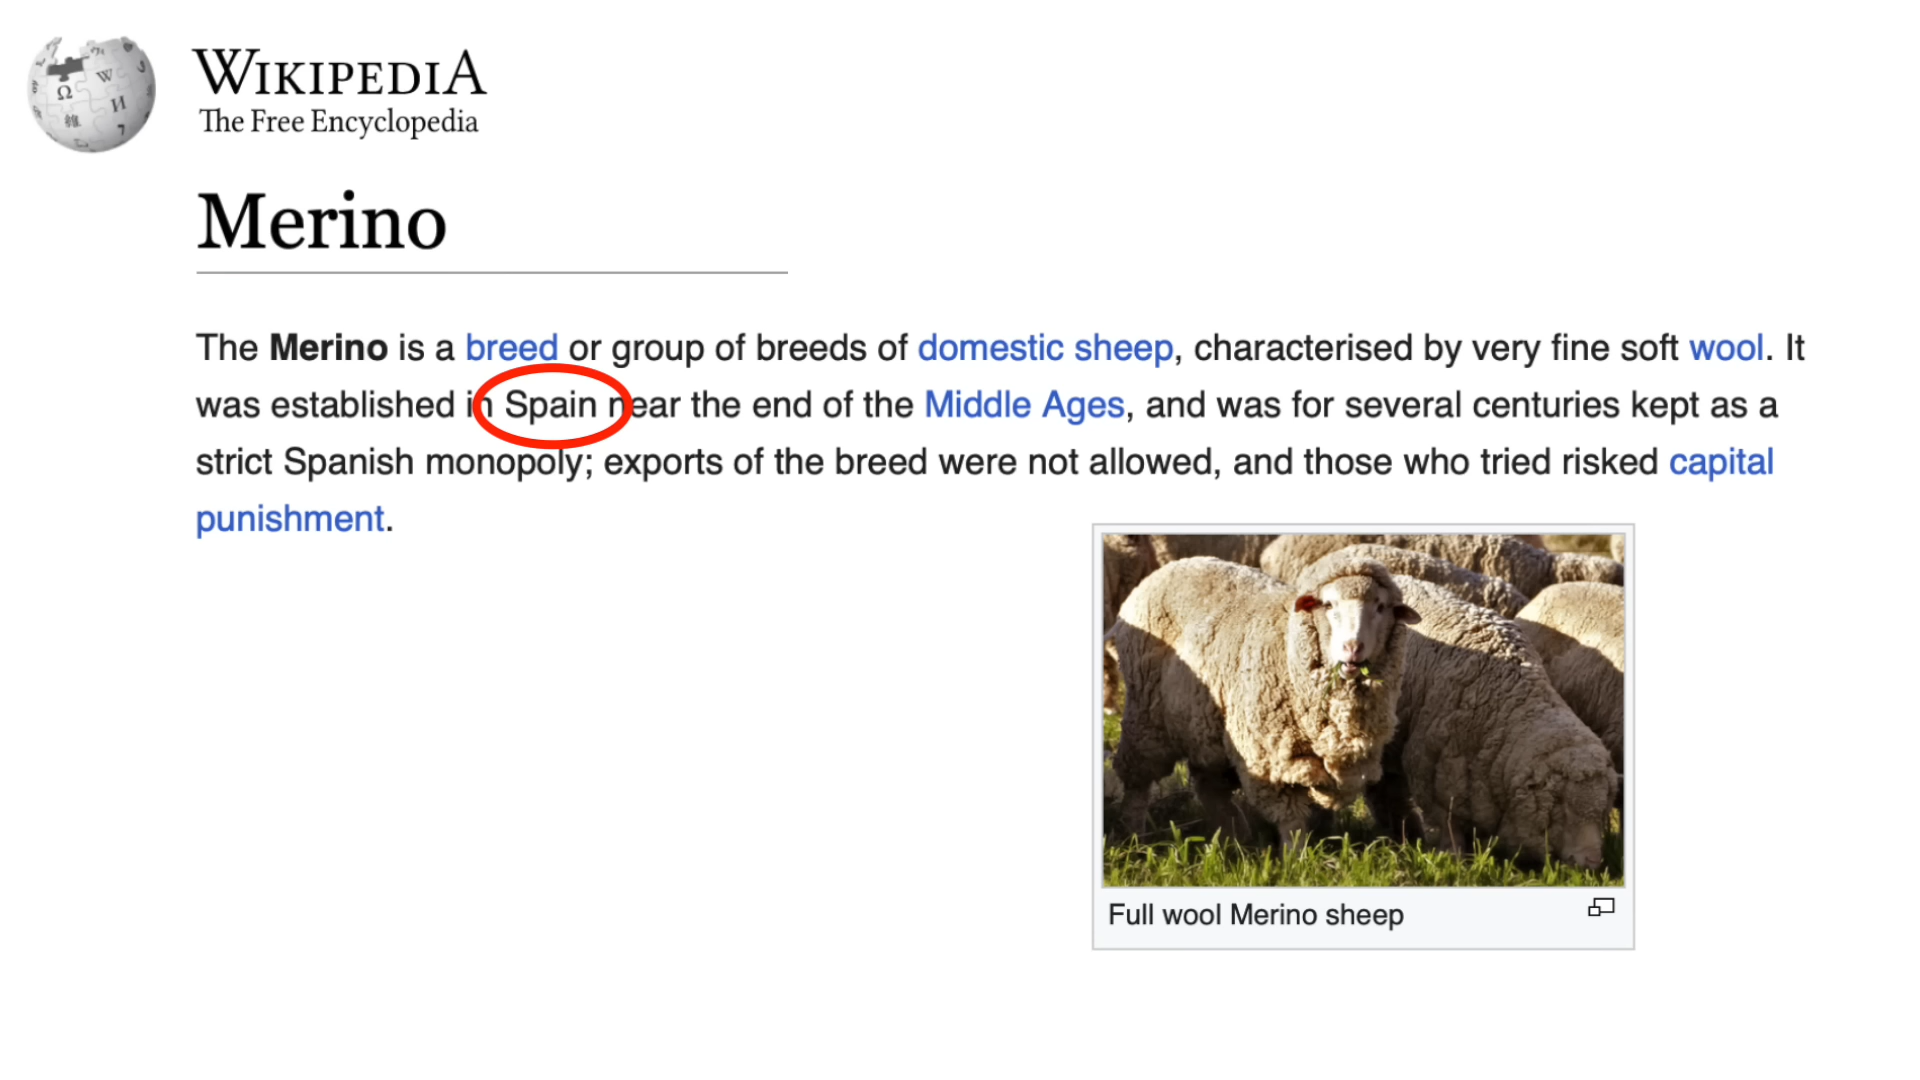 WIKIPEDIA
The Free Encyclopedia
Merino
The Merino is a breed or group of breeds of domestic sheep, characterised by very fine soft wool. It
was established in Spain near the end of the Middle Ages, and was for several centuries kept as a
strict Spanish monopoly; exports of the breed were not allowed, and those who tried risked capital
punishment.
Full wool Merino sheep